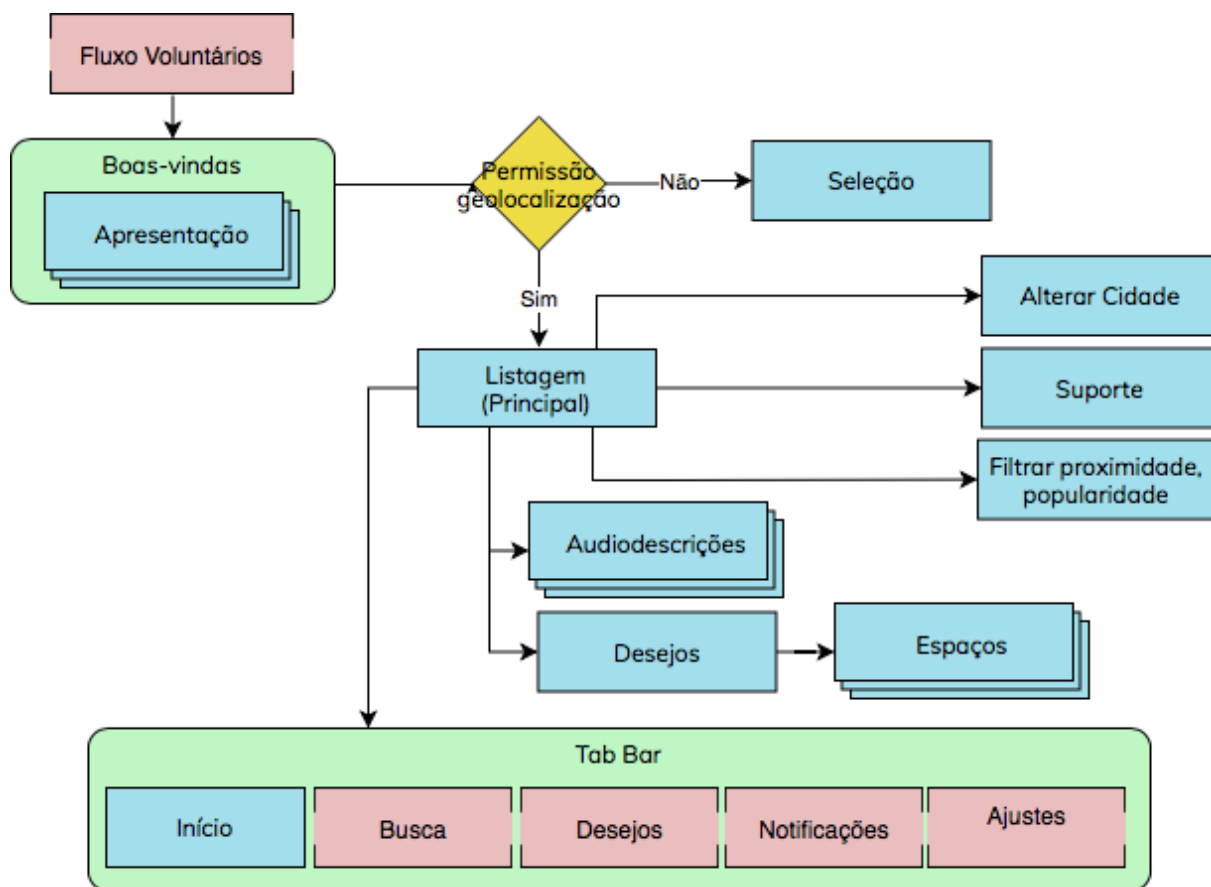 Fluxo Voluntários
Boas-vindas
Apresentação
Permissão
geolocalização
Não
Seleção
Sim
Alterar Cidade
Listagem
(Principal)
Suporte
Filtrar proximidade,
popularidade
Audiodescrições
Desejos
Espaços
Tab Bar
Início
Busca
Desejos
Notificações
Ajustes